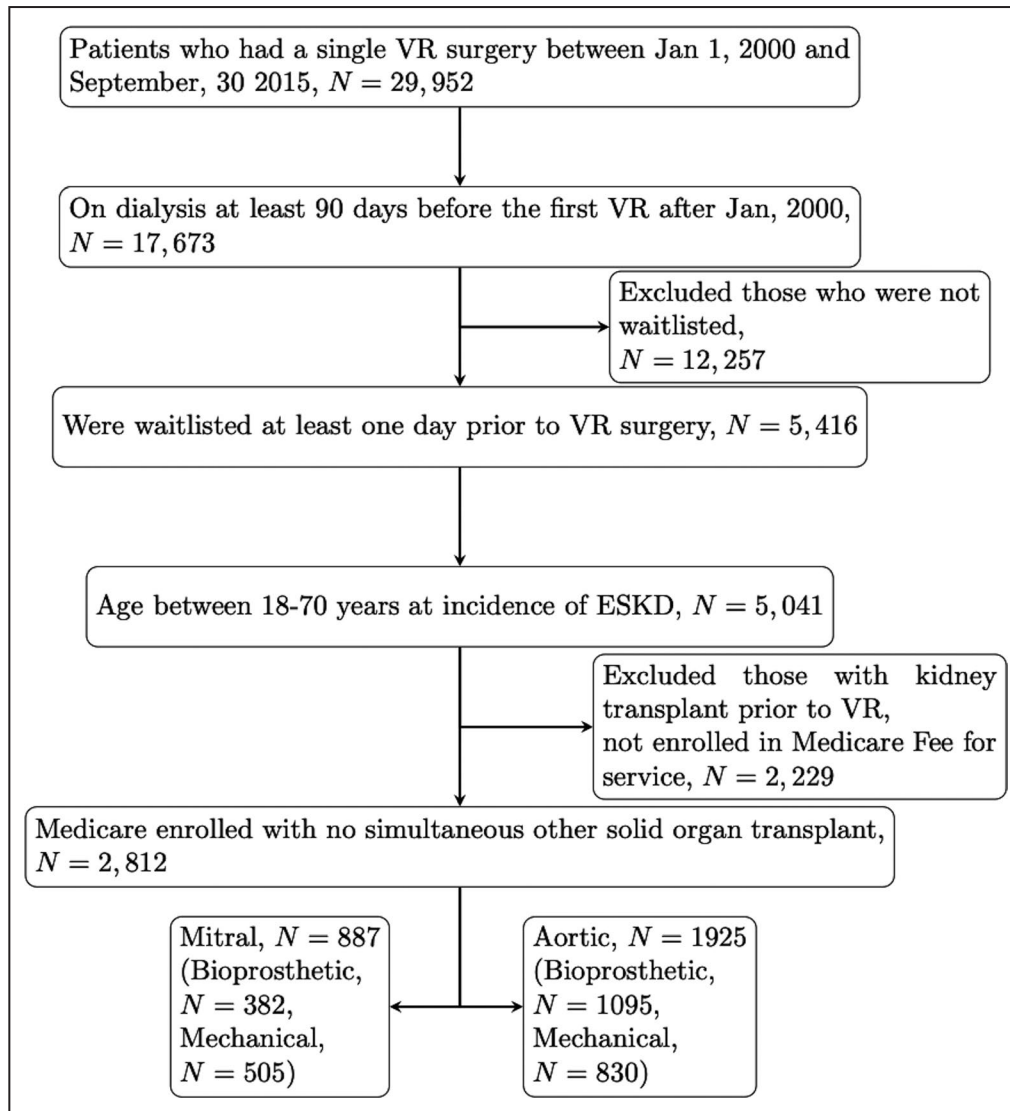 Patients who had a single VR surgery between Jan 1, 2000 and
September, 30 2015, N = 29, 952
On dialysis at least 90 days before the first VR after Jan, 2000,
N = 17, 673
Excluded those who were not
waitlisted,
N = 12, 257
Were waitlisted at least one day prior to VR surgery, N = 5, 416
Age between 18-70 years at incidence of ESKD, N = 5, 041
Excluded those with kidney
transplant prior to VR,
not enrolled in Medicare Fee for
service, N = 2, 229
Medicare enrolled with no simultaneous other solid organ transplant,
N = 2, 812
Mitral, N = 887
(Bioprosthetic,
N = 382,
Mechanical,
N = 505)
Aortic, N = 1925
(Bioprosthetic,
N = 1095,
Mechanical,
N = 830)